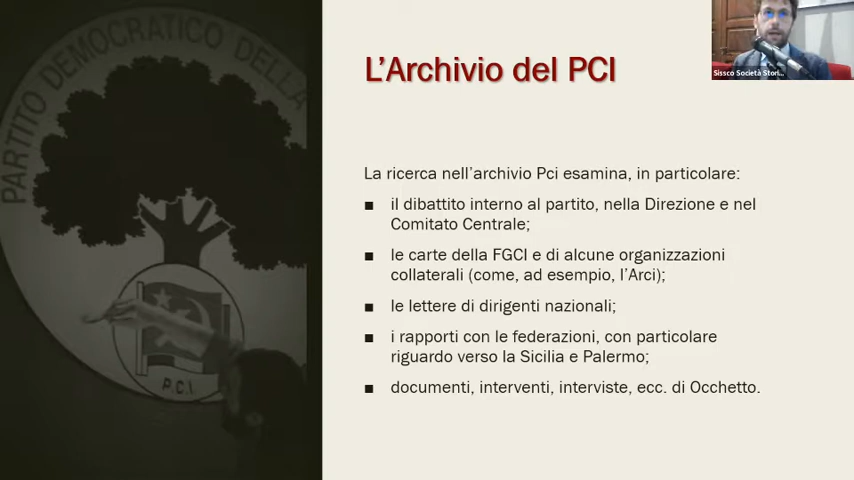 PARTITO DEMOCRATICO DELLA
P.C.I.
L'Archivio del PCI
Sissco Società Stori...
La ricerca nell'archivio Pci esamina, in particolare:
■ il dibattito interno al partito, nella Direzione e nel
Comitato Centrale;
■ le carte della FGCI e di alcune organizzazioni
collaterali (come, ad esempio, l'Arci);
■ le lettere di dirigenti nazionali;
■ i rapporti con le federazioni, con particolare
riguardo verso la Sicilia e Palermo;
■ documenti, interventi, interviste, ecc. di Occhetto.